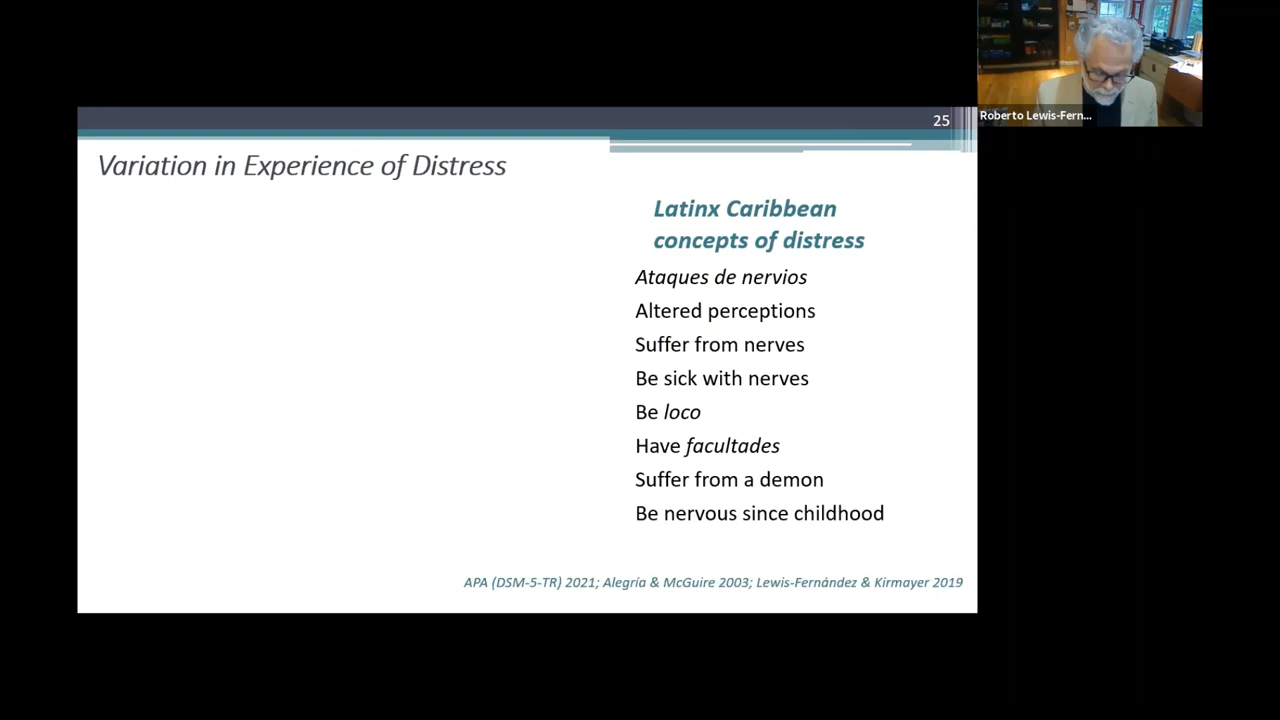 25
Roberto Lewis-Fern...
Variation in Experience of Distress
Latinx Caribbean
concepts of distress
Ataques de nervios
Altered perceptions
Suffer from nerves
Be sick with nerves
Be loco
Have facultades
Suffer from a demon
Be nervous since childhood
APA (DSM-5-TR) 2021; Alegría & McGuire 2003; Lewis-Fernández & Kirmayer 2019